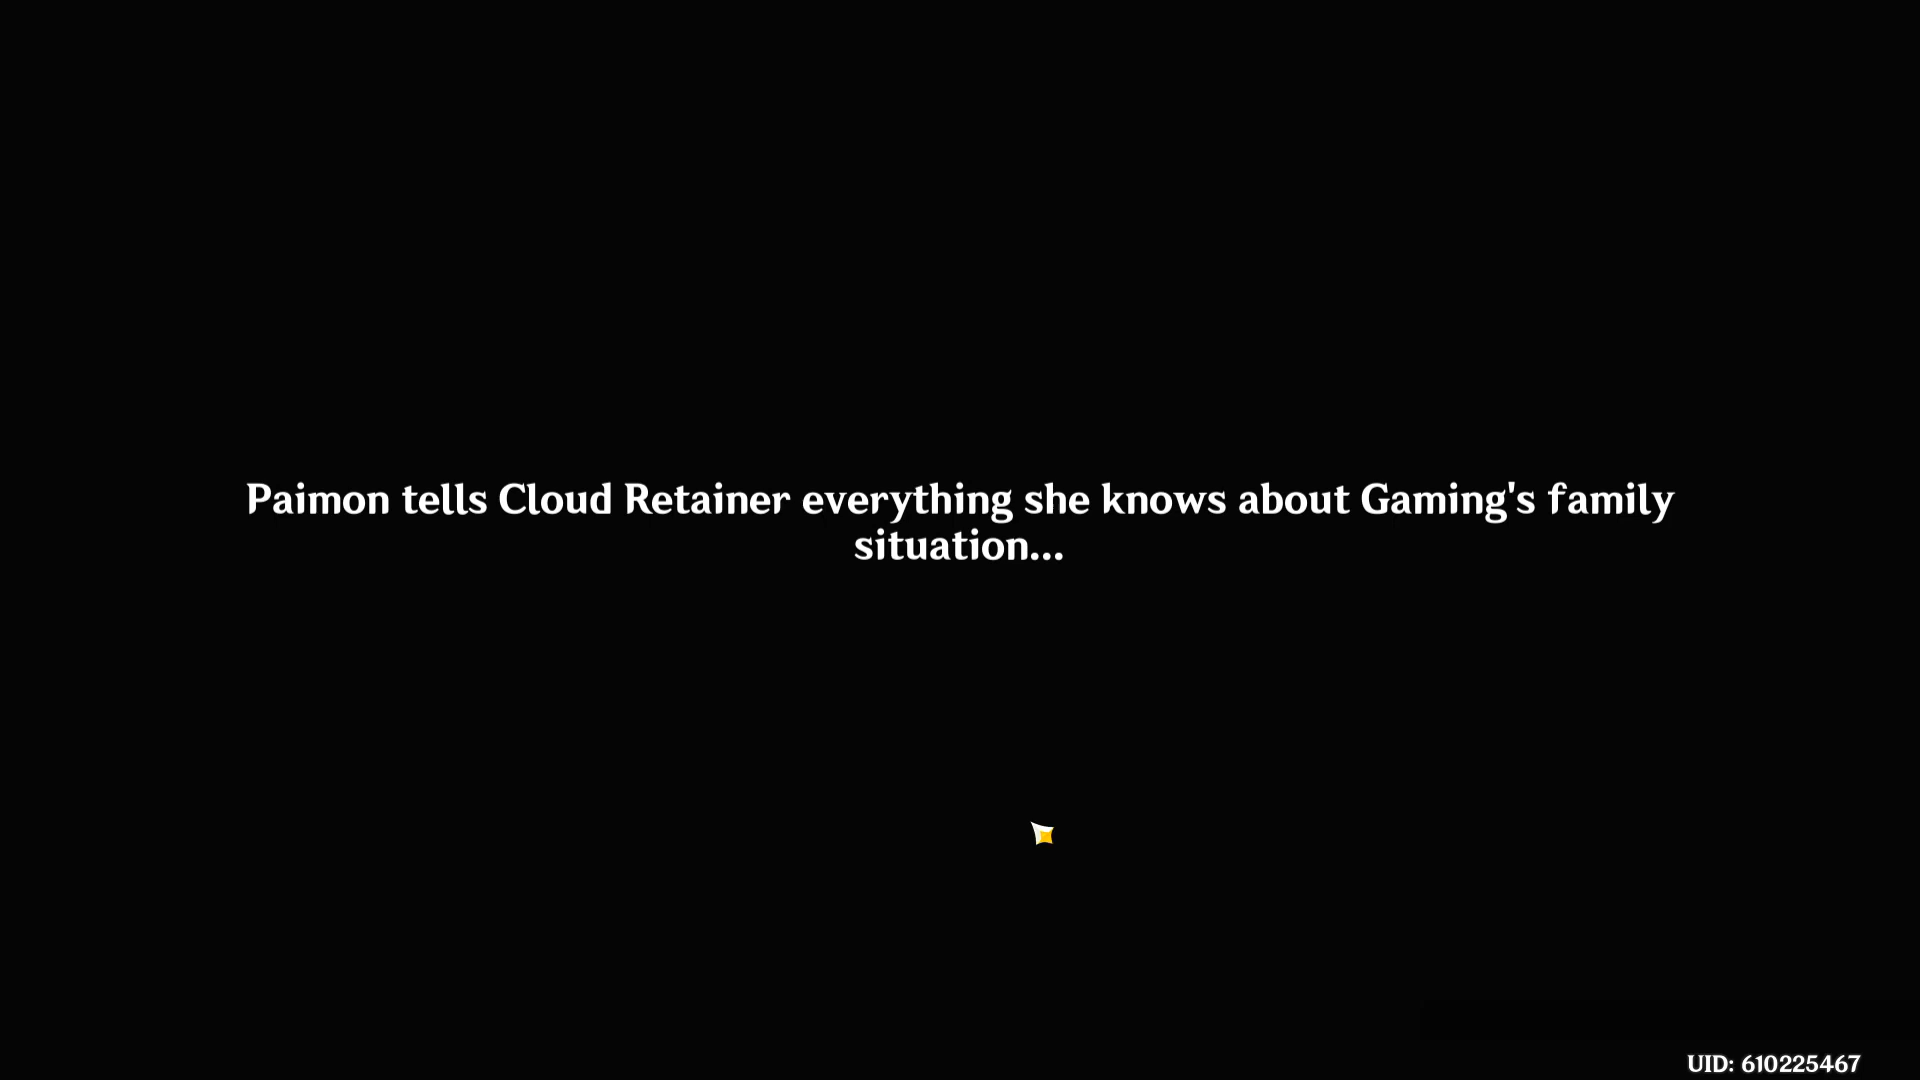 Paimon tells Cloud Retainer everything she knows about Gaming's family
situation...
UID: 610225467